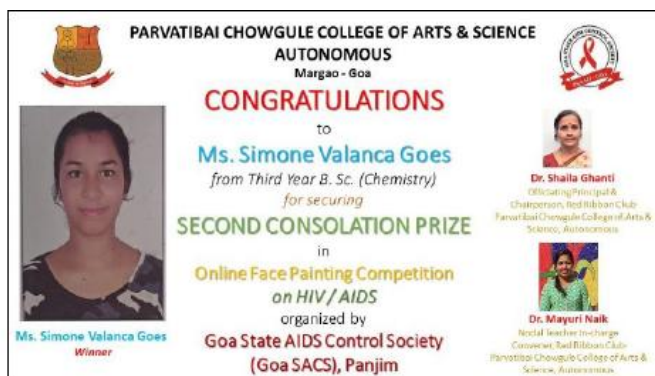 PARVATIBAI CHOWGULE COLLEGE OF ARTS & SCIENCE
AUTONOMOUS
Margao - Goa
CONGRATULATIONS
to
Ms. Simone Valanca Goes
from Third Year B. Sc. (Chemistry)
for securing
SECOND CONSOLATION PRIZE
in
Online Face Painting Competition
on HIV / AIDS
organized by
Goa State AIDS Control Society
(Goa SACS), Panjim
Ms. Simone Valanca Goes
Winner
Dr. Shaila Ghanti
Officiating Principal &
Chairperson, Red Ribbon Club
Parvatibai Chowgule College of Arts &
Science, Autonomous
Dr. Mayuri Naik
Nodal Teacher In-charge
Convener, Red Ribbon Club
Parvatibai Chowgule College of Arts
& Science, Autonomous